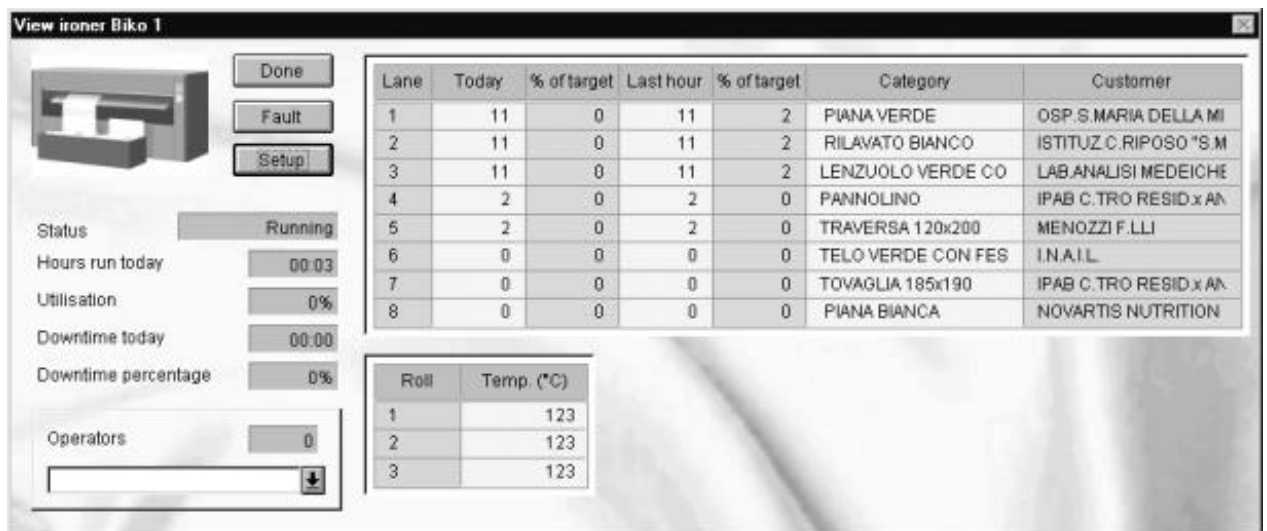 View ironer Biko 1
Done
Fault
Setup
Status Running
Hours run today 00:03
Utilisation 0%
Downtime today 00:00
Downtime percentage 0%
Operators 0
Lane Today % of target Last hour % of target Category Customer
1 11 0 11 2 PIANA VERDE OSP.S.MARIA DELLA MI
2 11 0 11 2 RILAVATO BIANCO ISTITUZ.C.RIPOSO "S.M
3 11 0 11 2 LENZUOLO VERDE CO LAB.ANALISI MEDEICHE
4 2 0 2 0 PANNOLINO IPAB C.TRO RESID.x AN
5 2 0 2 0 TRAVERSA 120x200 MENOZZI F.LLI
6 0 0 0 0 TELO VERDE CON FES I.N.A.I.L.
7 0 0 0 0 TOVAGLIA 185x190 IPAB C.TRO RESID.x AN
8 0 0 0 0 PIANA BIANCA NOVARTIS NUTRITION
Roll Temp. (°C)
1 123
2 123
3 123